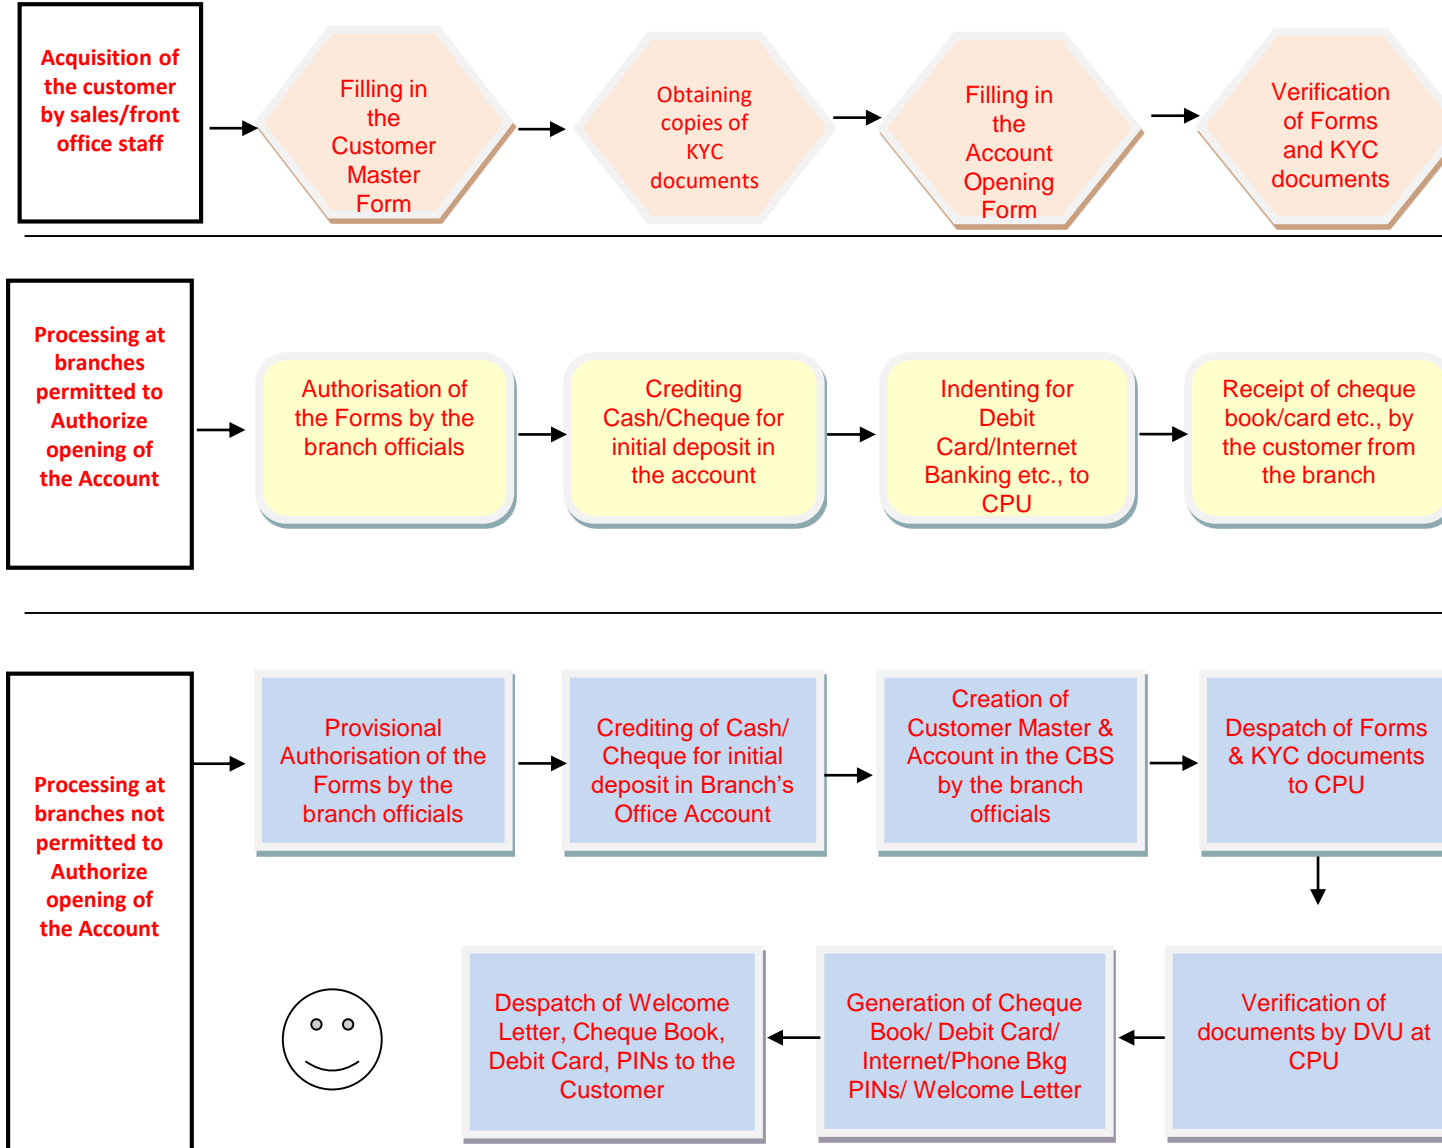 Acquisition of
the customer
by sales/front
office staff
Filling in
the
Customer
Master
Form
Obtaining
copies of
KYC
documents
Filling in
the
Account
Opening
Form
Verification
of Forms
and KYC
documents
Processing at
branches
permitted to
Authorize
opening of
the Account
Authorisation of
the Forms by the
branch officials
Crediting
Cash/Cheque for
initial deposit in
the account
Indenting for
Debit
Card/Internet
Banking etc., to
CPU
Receipt of cheque
book/card etc., by
the customer from
the branch
Processing at
branches not
permitted to
Authorize
opening of
the Account
Provisional
Authorisation of the
Forms by the
branch officials
Crediting of Cash/
Cheque for initial
deposit in Branch's
Office Account
Creation of
Customer Master &
Account in the CBS
by the branch
officials
Despatch of Forms
& KYC documents
to CPU
Verification of
documents by DVU at
CPU
Generation of Cheque
Book/ Debit Card/
Internet/Phone Bkg
PINs/ Welcome Letter
Despatch of Welcome
Letter, Cheque Book,
Debit Card, PINs to the
Customer